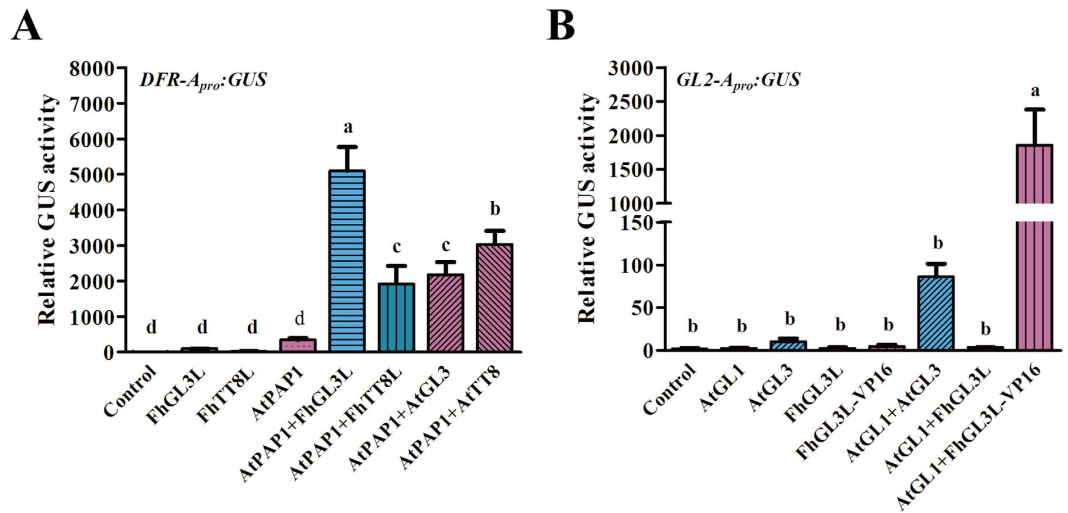 A
DFR-Apro:GUS
Relative GUS activity
8000
7000
6000
5000
4000
3000
2000
1000
0
d
d
d
d
a
c
c
b
Control
FhGL3L
FhTT8L
AtPAP1
AtPAP1+FhGL3L
AtPAP1+FhTT8L
AtPAP1+AtGL3
AtPAP1+AtTT8
B
GL2-Apro:GUS
Relative GUS activity
3000
2500
2000
1500
1000
150
100
50
0
b
b
b
b
b
b
b
a
Control
AtGL1
AtGL3
FhGL3L
FhGL3L-VP16
AtGL1+AtGL3
AtGL1+FhGL3L
AtGL1+FhGL3L-VP16